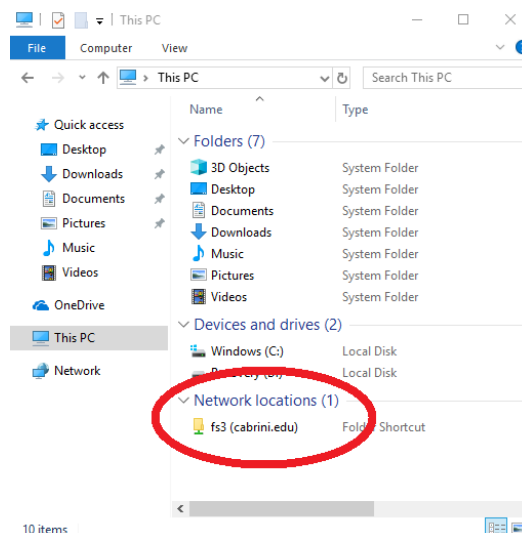 This PC
File Computer View
This PC Search This PC
Name Type
Quick access
Desktop
Downloads
Documents
Pictures
Music
Videos
OneDrive
This PC
Network
Folders (7)
3D Objects System Folder
Desktop System Folder
Documents System Folder
Downloads System Folder
Music System Folder
Pictures System Folder
Videos System Folder
Devices and drives (2)
Windows (C:) Local Disk
Recovery (D:) Local Disk
Network locations (1)
fs3 (cabrini.edu) Folder Shortcut
10 items